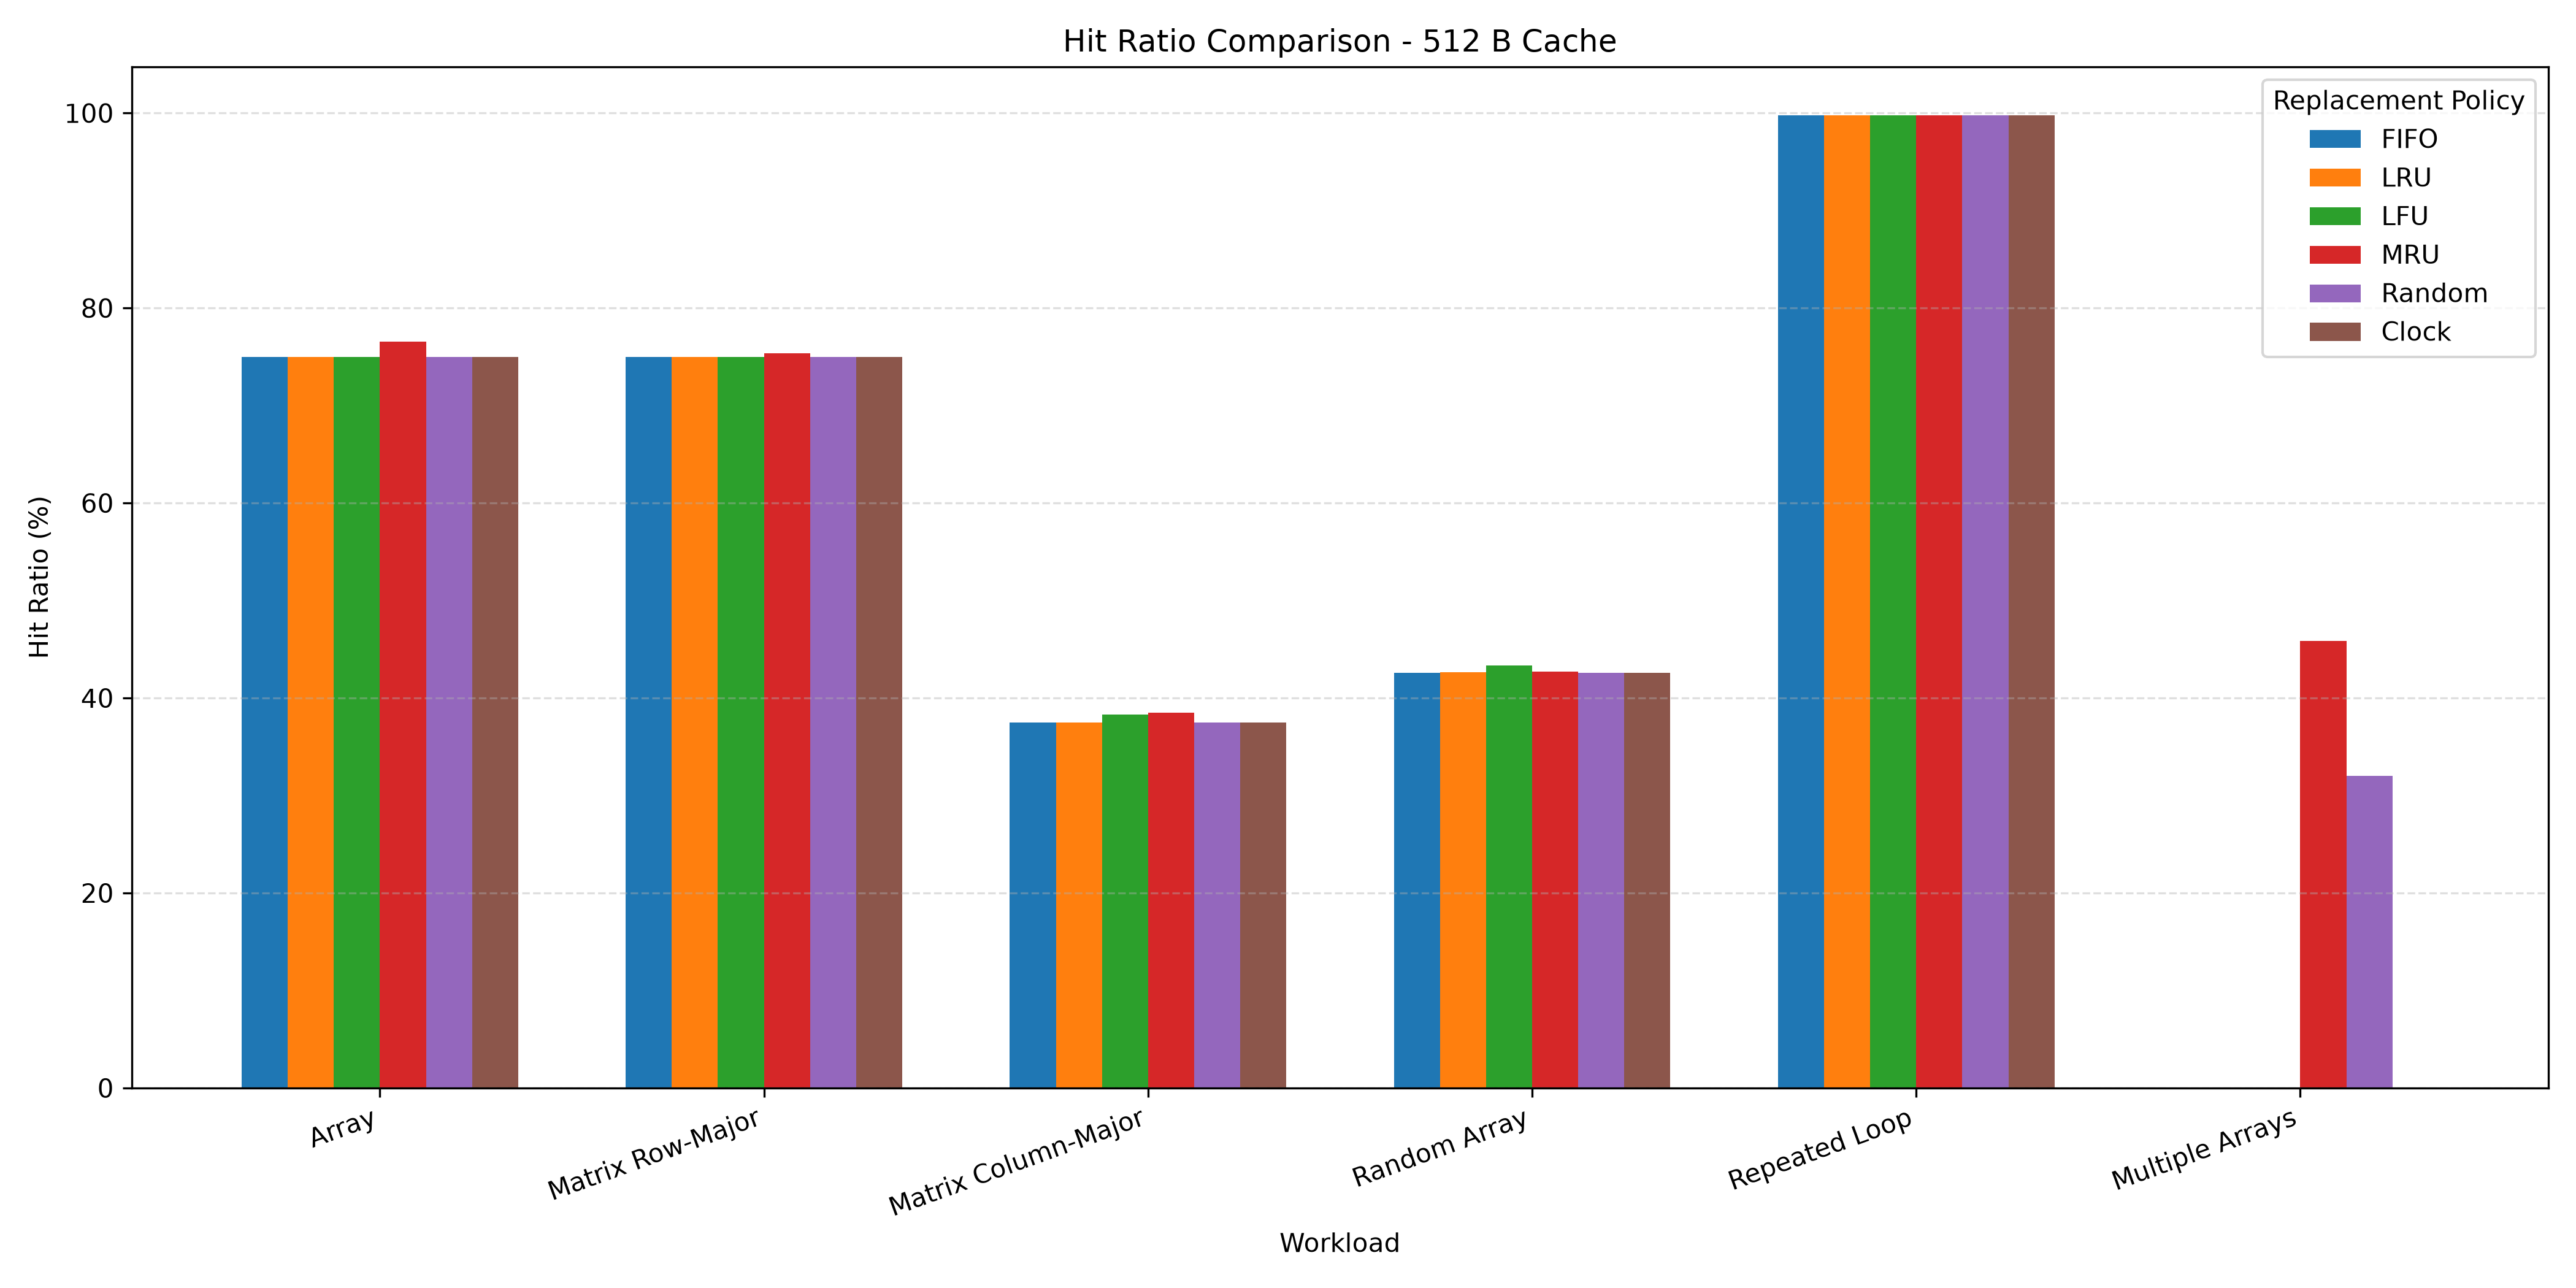 Hit Ratio Comparison - 512 B Cache
Replacement Policy
FIFO
LRU
LFU
MRU
Random
Clock
Hit Ratio (%)
100
80
60
40
20
0
Array
Matrix Row-Major
Matrix Column-Major
Random Array
Repeated Loop
Multiple Arrays
Workload